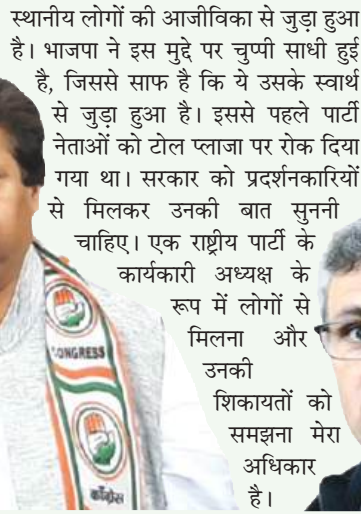 स्थानीय लोगों की आजीविका से जुड़ा हुआ
है। भाजपा ने इस मुद्दे पर चुप्पी साधी हुई
है, जिससे साफ है कि ये उसके स्वार्थ
से जुड़ा हुआ है। इससे पहले पार्टी
नेताओं को टोल प्लाजा पर रोक दिया
गया था। सरकार को प्रदर्शनकारियों
से मिलकर उनकी बात सुननी
चाहिए। एक राष्ट्रीय पार्टी के
कार्यकारी अध्यक्ष के
रूप में लोगों से
मिलना और
उनकी
शिकायतों को
समझना मेरा
अधिकार
है।
CONGRESS
काँग्रेस